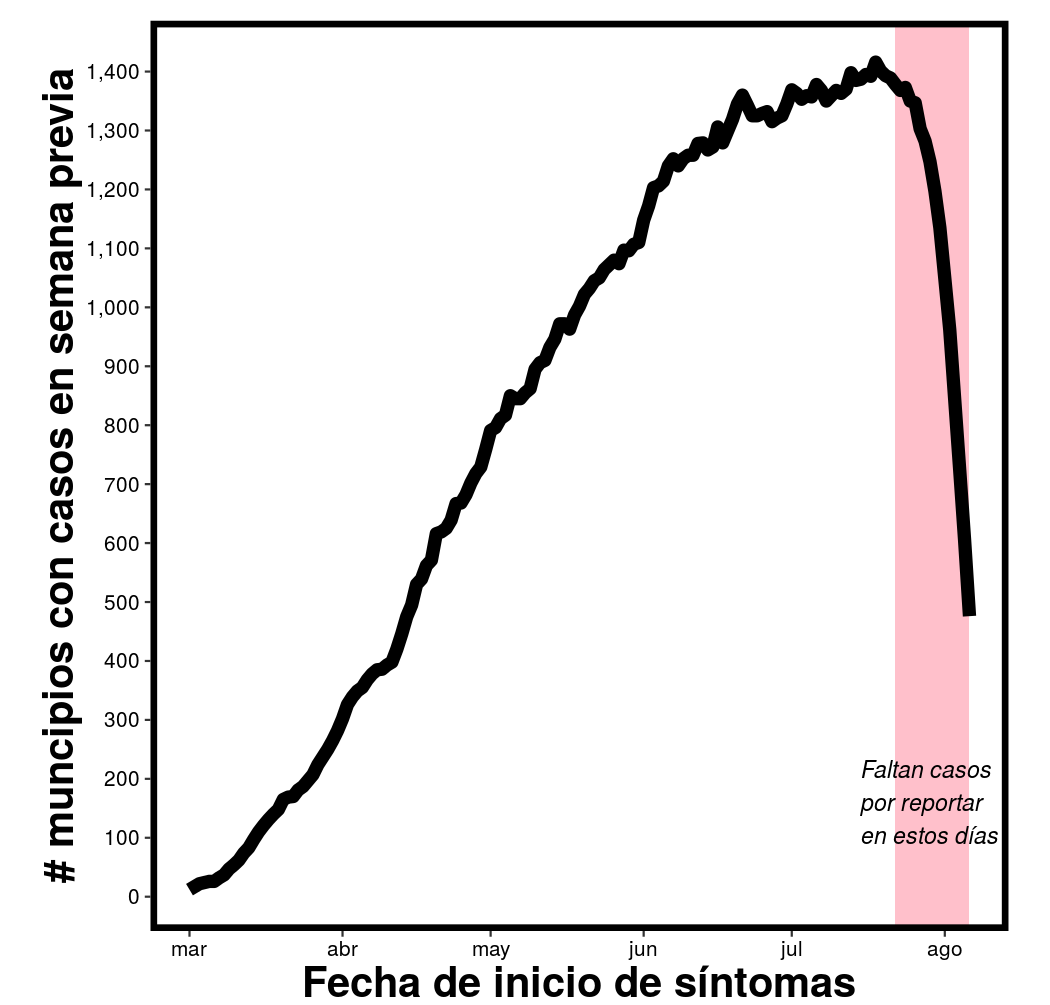 # muncipios con casos en semana previa
1,400
1,300
1,200
1,100
1,000
900
800
700
600
500
400
300
200
100
0
Faltan casos
por reportar
en estos días
mar abr may jun jul ago
Fecha de inicio de síntomas